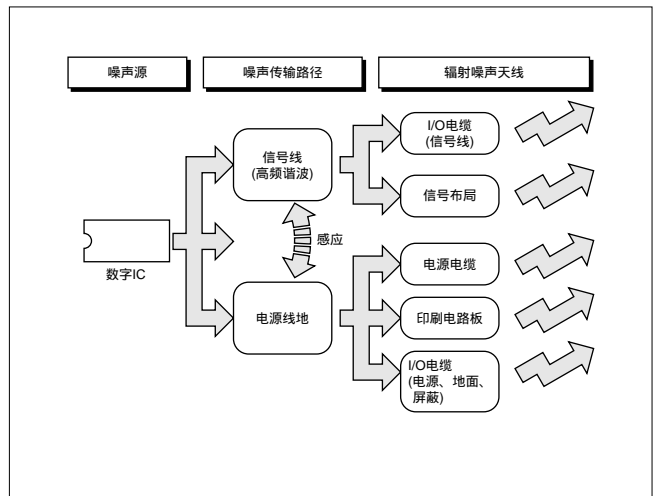 噪声源
噪声传输路径
辐射噪声天线
信号线
(高频谐波)
I/O电缆
(信号线)
信号布局
感应
数字IC
电源线地
电源电缆
印刷电路板
I/O电缆
(电源、地面、
屏蔽)